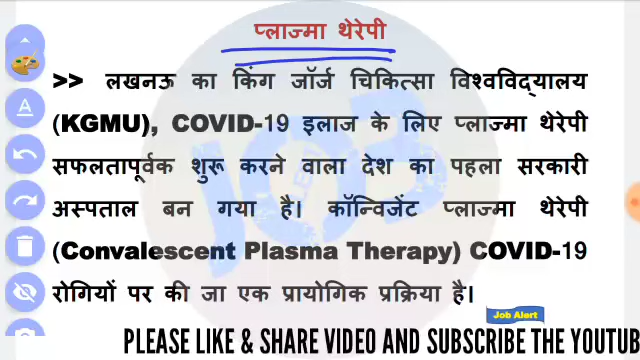 प्लाज्मा थेरेपी
>> लखनऊ का किंग जॉर्ज चिकित्सा विश्वविद्यालय
(KGMU), COVID-19 इलाज के लिए प्लाज्मा थेरेपी
सफलतापूर्वक शुरू करने वाला देश का पहला सरकारी
अस्पताल बन गया है। कॉन्विजेंट प्लाज्मा थेरेपी
(Convalescent Plasma Therapy) COVID-19
रोगियों पर की जा एक प्रायोगिक प्रक्रिया है।
Job Alert
PLEASE LIKE & SHARE VIDEO AND SUBSCRIBE THE YOUTUB